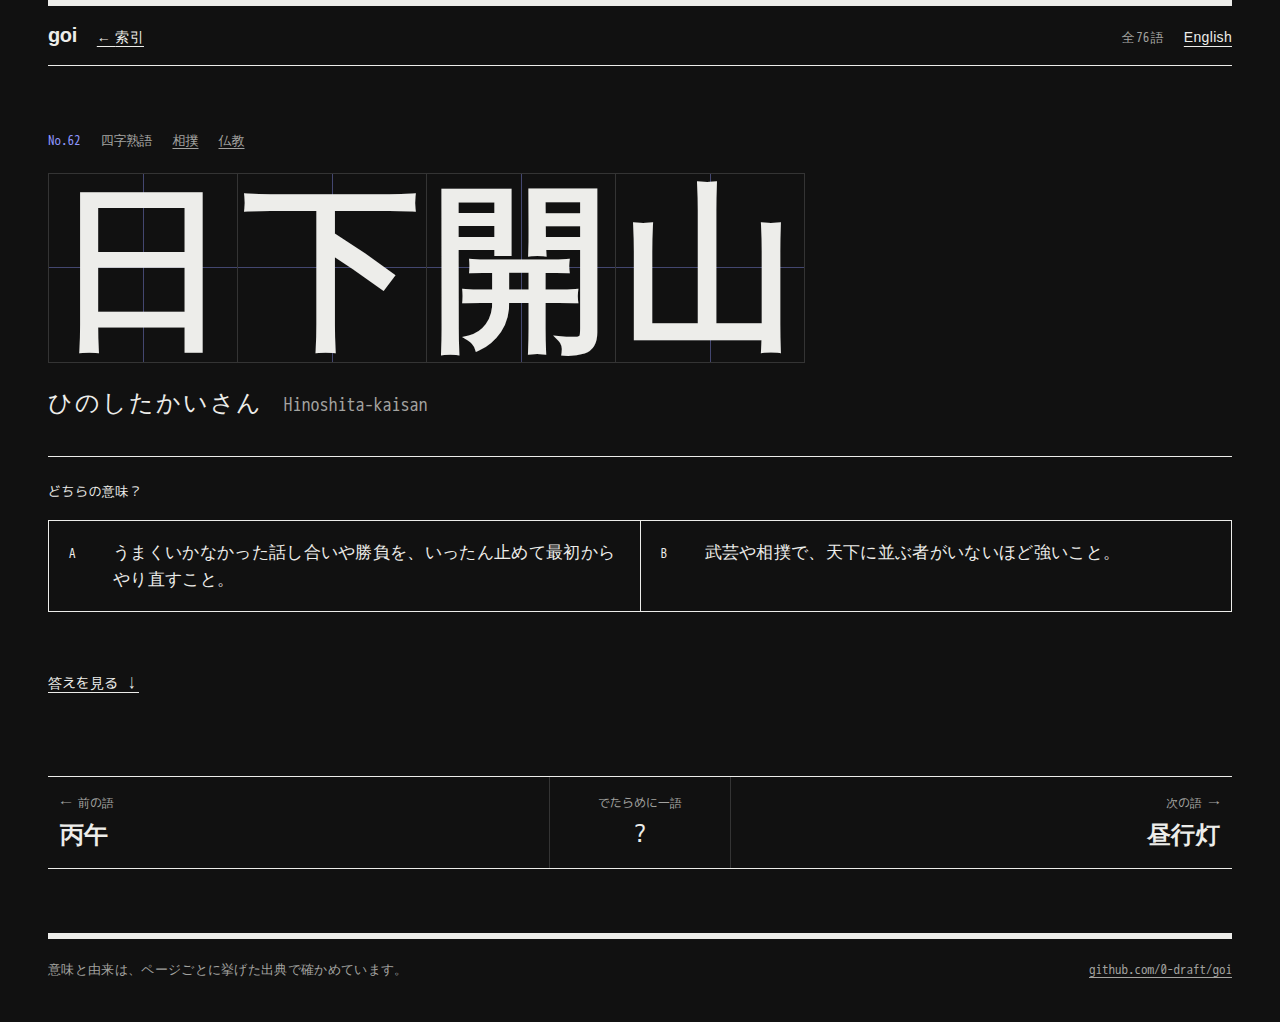 goi ← 索引 全76語 English
No.62 四字熟語 相撲 仏教
日下開山
ひのしたかいさん Hinoshita-kaisan
どちらの意味？
A うまくいかなかった話し合いや勝負を、いったん止めて最初から
やり直すこと。
B 武芸や相撲で、天下に並ぶ者がいないほど強いこと。
答えを見る ↓
← 前の語 でたらめに一語 次の語 →
丙午 ? 昼行灯
意味と由来は、ページごとに挙げた出典で確かめています。 github.com/0-draft/goi